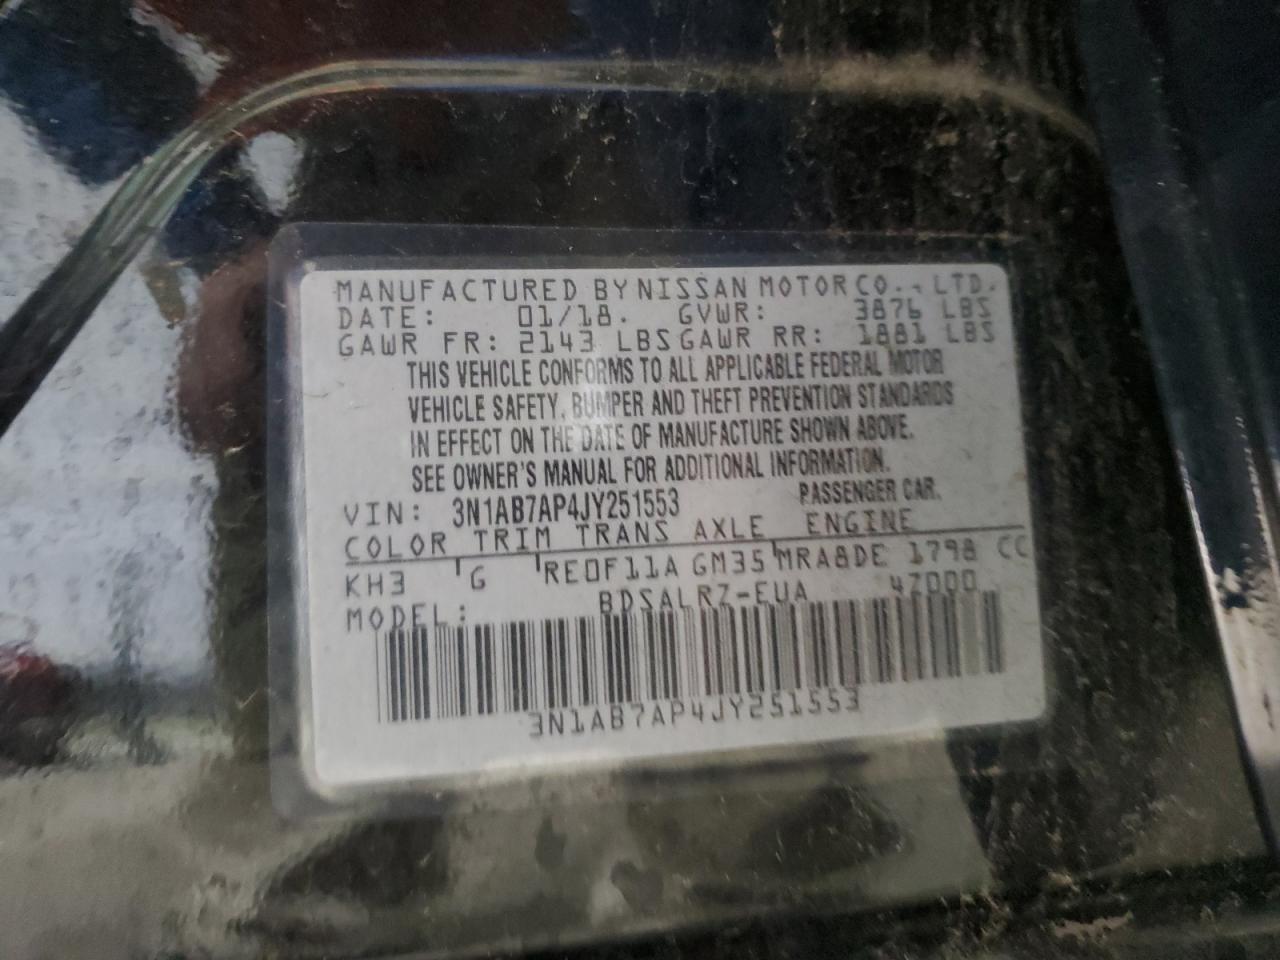 MANUFACTURED BY NISSAN MOTOR CO., LTD.
DATE: 01/18. GVWR: 3876 LBS
GAWR FR: 2143 LBS GAWR RR: 1881 LBS
THIS VEHICLE CONFORMS TO ALL APPLICABLE FEDERAL MOTOR
VEHICLE SAFETY, BUMPER AND THEFT PREVENTION STANDARDS
IN EFFECT ON THE DATE OF MANUFACTURE SHOWN ABOVE.
SEE OWNER'S MANUAL FOR ADDITIONAL INFORMATION.
VIN: 3N1AB7AP4JY251553 PASSENGER CAR.
COLOR TRIM TRANS AXLE ENGINE
KH3 G RE0F11A GM35 MRA8DE 1798 CC
MODEL: BDSALRZ-EUA 4Z000
3N1AB7AP4JY251553